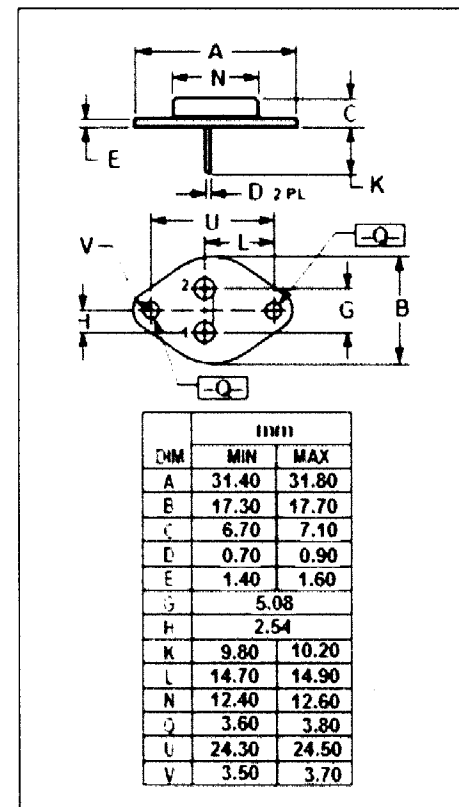 A
N
C
E
K
D 2 PL
U
L
Q
V
2
H
G
B
1
Q
mm
DIM MIN MAX
A 31.40 31.80
B 17.30 17.70
C 6.70 7.10
D 0.70 0.90
E 1.40 1.60
G 5.08
H 2.54
K 9.80 10.20
L 14.70 14.90
N 12.40 12.60
Q 3.60 3.80
U 24.30 24.50
V 3.50 3.70